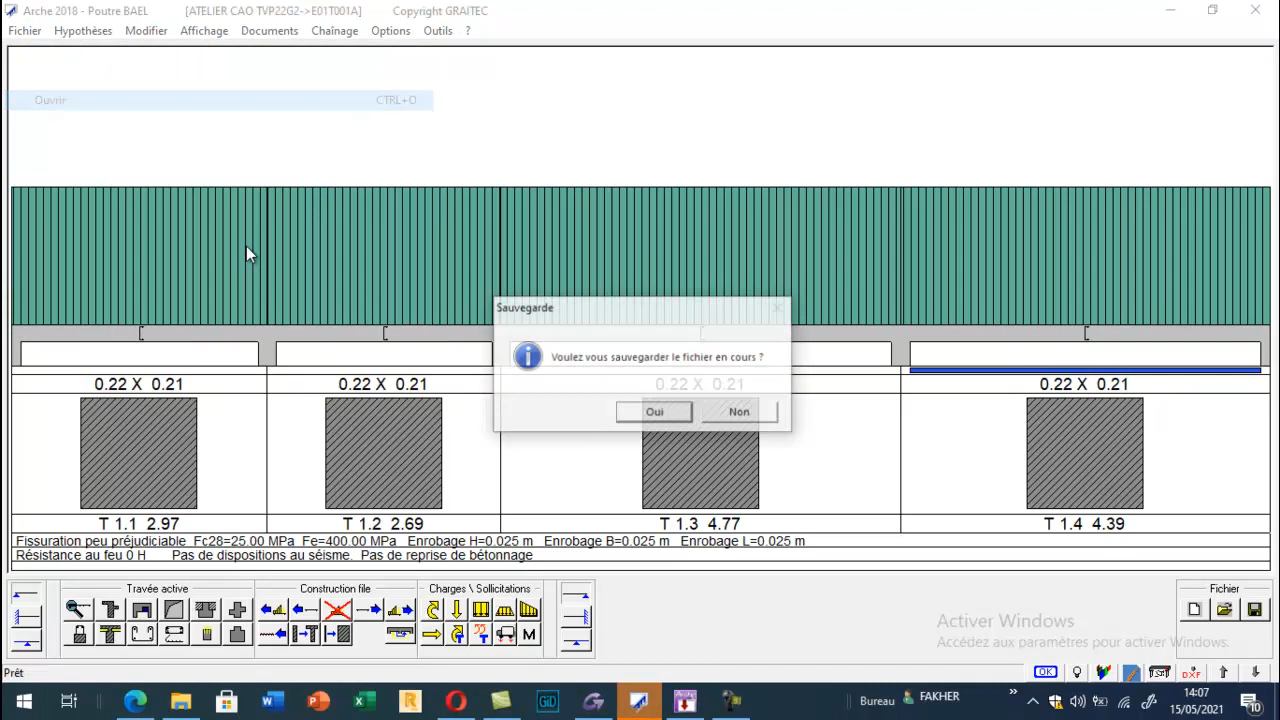 Arche 2018 - Poutre BAEL [ATELIER CAO TVP22G2->E01T001A] Copyright GRAITEC
Fichier Hypothèses Modifier Affichage Documents Chaînage Options Outils ?
Ouvrir CTRL+O
Sauvegarde
Voulez vous sauvegarder le fichier en cours ?
Oui Non
0.22 X 0.21 0.22 X 0.21 0.22 X 0.21 0.22 X 0.21
T 1.1 2.97 T 1.2 2.69 T 1.3 4.77 T 1.4 4.39
Fissuration peu préjudiciable Fc28=25.00 MPa Fe=400.00 MPa Enrobage H=0.025 m Enrobage B=0.025 m Enrobage L=0.025 m
Résistance au feu 0 H Pas de dispositions au séisme. Pas de reprise de bétonnage
Travée active Construction file Charges \ Sollicitations Fichier
M
Activer Windows
Accédez aux paramètres pour activer Windows.
Prêt OK DXF
GiD Bureau FAKHER » 14:07
15/05/2021 10